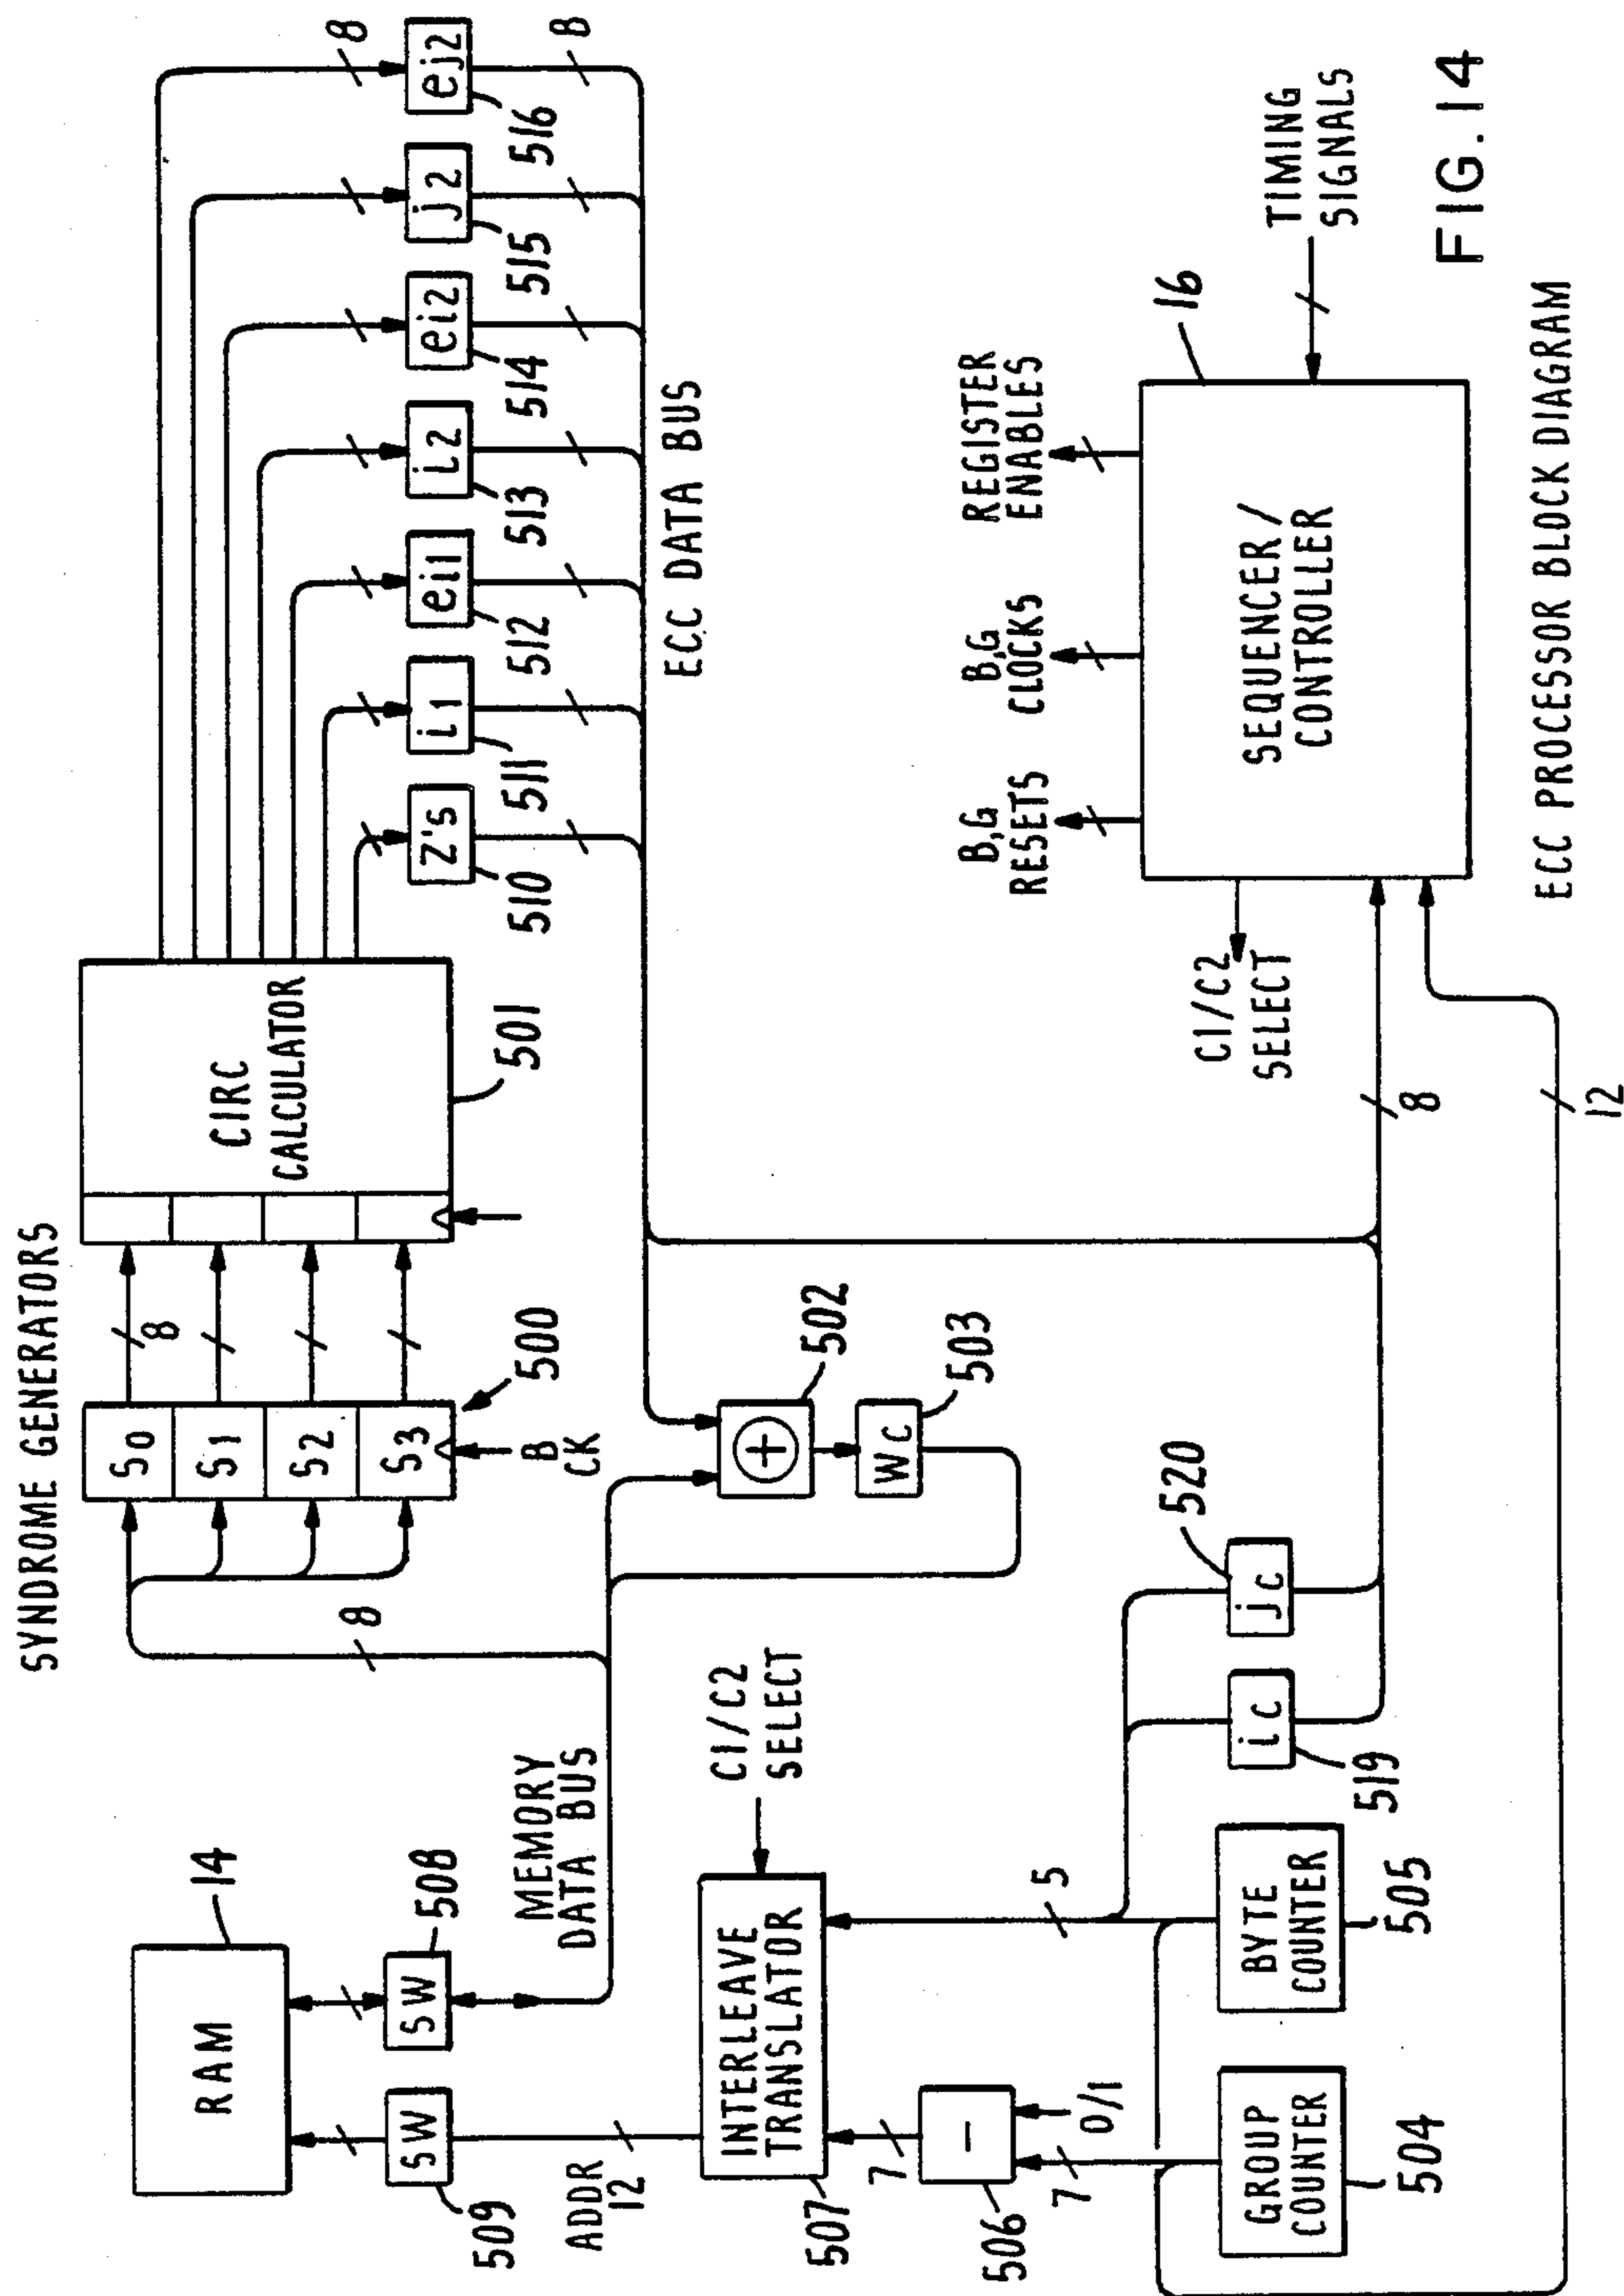 SYNDROME GENERATORS
RAM
14
SW
509
SW
508
MEMORY
DATA BUS
8
S0
S1
S2
S3
B
CK
500
8
CIRC
CALCULATOR
501
8
Z's
510
i1
511
ei1
512
i2
513
ei2
514
j2
515
ej2
516
8
ECC DATA BUS
ADDR
12
INTERLEAVE
TRANSLATOR
507
C1/C2
SELECT
502
WC
503
7
–
506
0/1
7
5
GROUP
COUNTER
504
BYTE
COUNTER
505
iC
519
jC
520
8
12
C1/C2
SELECT
B,G
RESETS
B,G
CLOCKS
REGISTER
ENABLES
SEQUENCER/
CONTROLLER
16
TIMING
SIGNALS
ECC PROCESSOR BLOCK DIAGRAM
FIG. 14